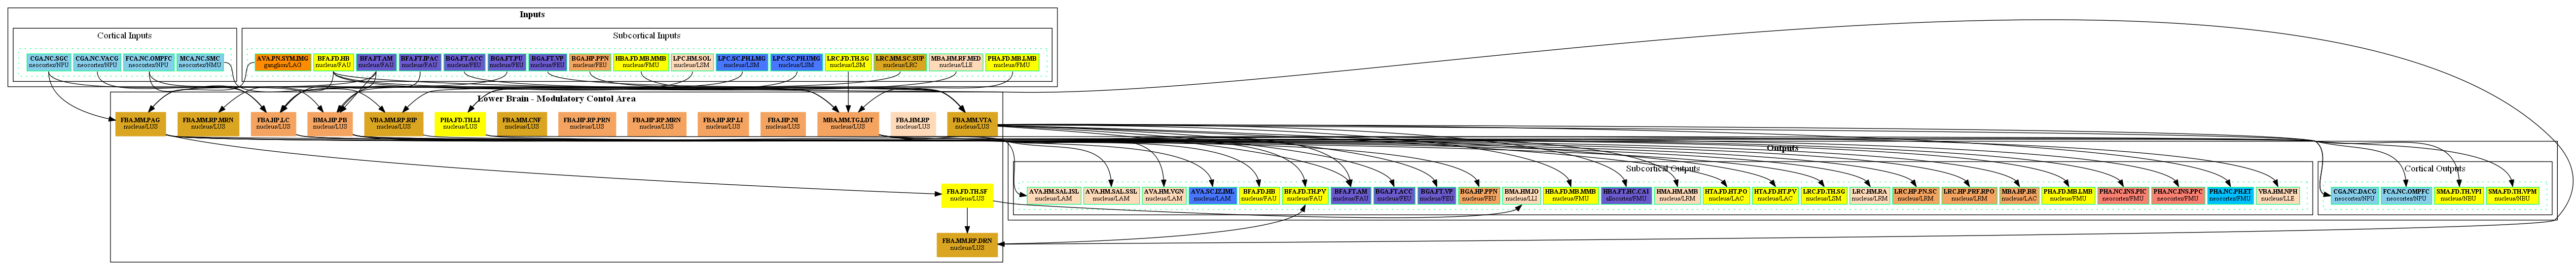 Inputs
Cortical Inputs
Subcortical Inputs
CGA.NC.SGC
neocortex/NPU
CGA.NC.VACG
neocortex/NPU
FCA.NC.OMPFC
neocortex/NPU
MCA.NC.SMC
neocortex/NMU
AVA.PN.SYM.IMG
ganglion/LAO
BFA.FD.HB
nucleus/FAU
BFA.FT.AM
nucleus/FAU
BFA.FT.IPAC
nucleus/FAU
BGA.FT.ACC
nucleus/FEU
BGA.FT.PU
nucleus/FEU
BGA.FT.VP
nucleus/FEU
BGA.HP.PPN
nucleus/FEU
HBA.FD.MB.MMB
nucleus/FMU
LPC.HM.SOL
nucleus/LSM
LPC.SC.PH.LMG
nucleus/LSM
LPC.SC.PH.UMG
nucleus/LSM
LRC.FD.TH.SG
nucleus/LSM
LRC.MM.SC.SUP
nucleus/LRC
MBA.HM.RF.MED
nucleus/LLE
PHA.FD.MB.LMB
nucleus/FMU
Lower Brain - Modulatory Contol Area
FBA.MM.PAG
nucleus/LUS
FBA.MM.RP.MRN
nucleus/LUS
FBA.HP.LC
nucleus/LUS
BMA.HP.PB
nucleus/LUS
VBA.MM.RP.RIP
nucleus/LUS
PHA.FD.TH.LI
nucleus/LUS
FBA.MM.CNF
nucleus/LUS
FBA.HP.RP.PRN
nucleus/LUS
FBA.HP.RP.MRN
nucleus/LUS
FBA.HP.RP.LI
nucleus/LUS
FBA.HP.NI
nucleus/LUS
MBA.MM.TG.LDT
nucleus/LUS
FBA.HM.RP
nucleus/LUS
FBA.MM.VTA
nucleus/LUS
Outputs
Subcortical Outputs
Cortical Outputs
FBA.FD.TH.SF
nucleus/LUS
AVA.HM.SAL.ISL
nucleus/LAM
AVA.HM.SAL.SSL
nucleus/LAM
AVA.HM.VGN
nucleus/LAM
AVA.SC.IZ.IML
nucleus/LAM
BFA.FD.HB
nucleus/FAU
BFA.FD.TH.PV
nucleus/FAU
BFA.FT.AM
nucleus/FAU
BGA.FT.ACC
nucleus/FEU
BGA.FT.VP
nucleus/FEU
BGA.HP.PPN
nucleus/FEU
BMA.HM.IO
nucleus/LLI
HBA.FD.MB.MMB
nucleus/FMU
HBA.FT.HC.CA1
allocortex/FMU
HMA.HM.AMB
nucleus/LRM
HTA.FD.HT.PO
nucleus/LAC
HTA.FD.HT.PV
nucleus/LAC
LRC.FD.TH.SG
nucleus/LSM
LRC.HM.RA
nucleus/LRM
LRC.HP.PN.SC
nucleus/LRM
LRC.HP.PRF.RPO
nucleus/LRM
MBA.HP.BR
nucleus/LAC
PHA.FD.MB.LMB
nucleus/FMU
PHA.NC.INS.PIC
neocortex/FMU
PHA.NC.INS.PPC
neocortex/FMU
PBA.NC.PH.LT
neocortex/FMU
VBA.HM.NPH
nucleus/LLE
CGA.NC.DACG
neocortex/NPU
FCA.NC.OMPFC
neocortex/NPU
SMA.FD.TH.VPI
nucleus/NBU
SMA.FD.TH.VPM
nucleus/NBU
FBA.MM.RP.DRN
nucleus/LUS